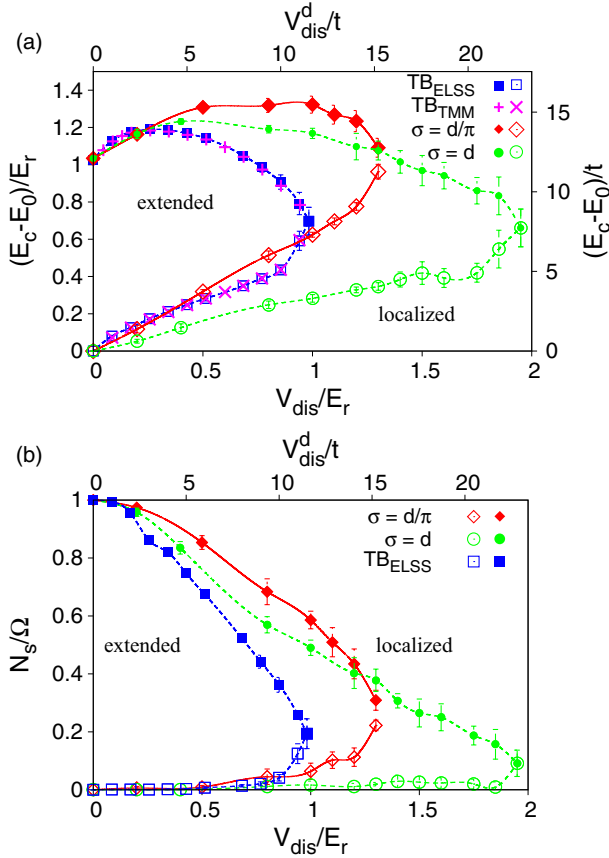 (a)
V^d_dis/t
0 5 10 15 20
TB_ELSS
TB_TMM
σ = d/π
σ = d
1.4
1.2
1
0.8
0.6
0.4
0.2
0
(E_c-E_0)/E_r
15
10
5
0
(E_c-E_0)/t
extended
localized
0 0.5 1 1.5 2
V_dis/E_r
(b)
V^d_dis/t
0 5 10 15 20
σ = d/π
σ = d
TB_ELSS
1
0.8
0.6
0.4
0.2
0
N_s/Ω
extended
localized
0 0.5 1 1.5 2
V_dis/E_r